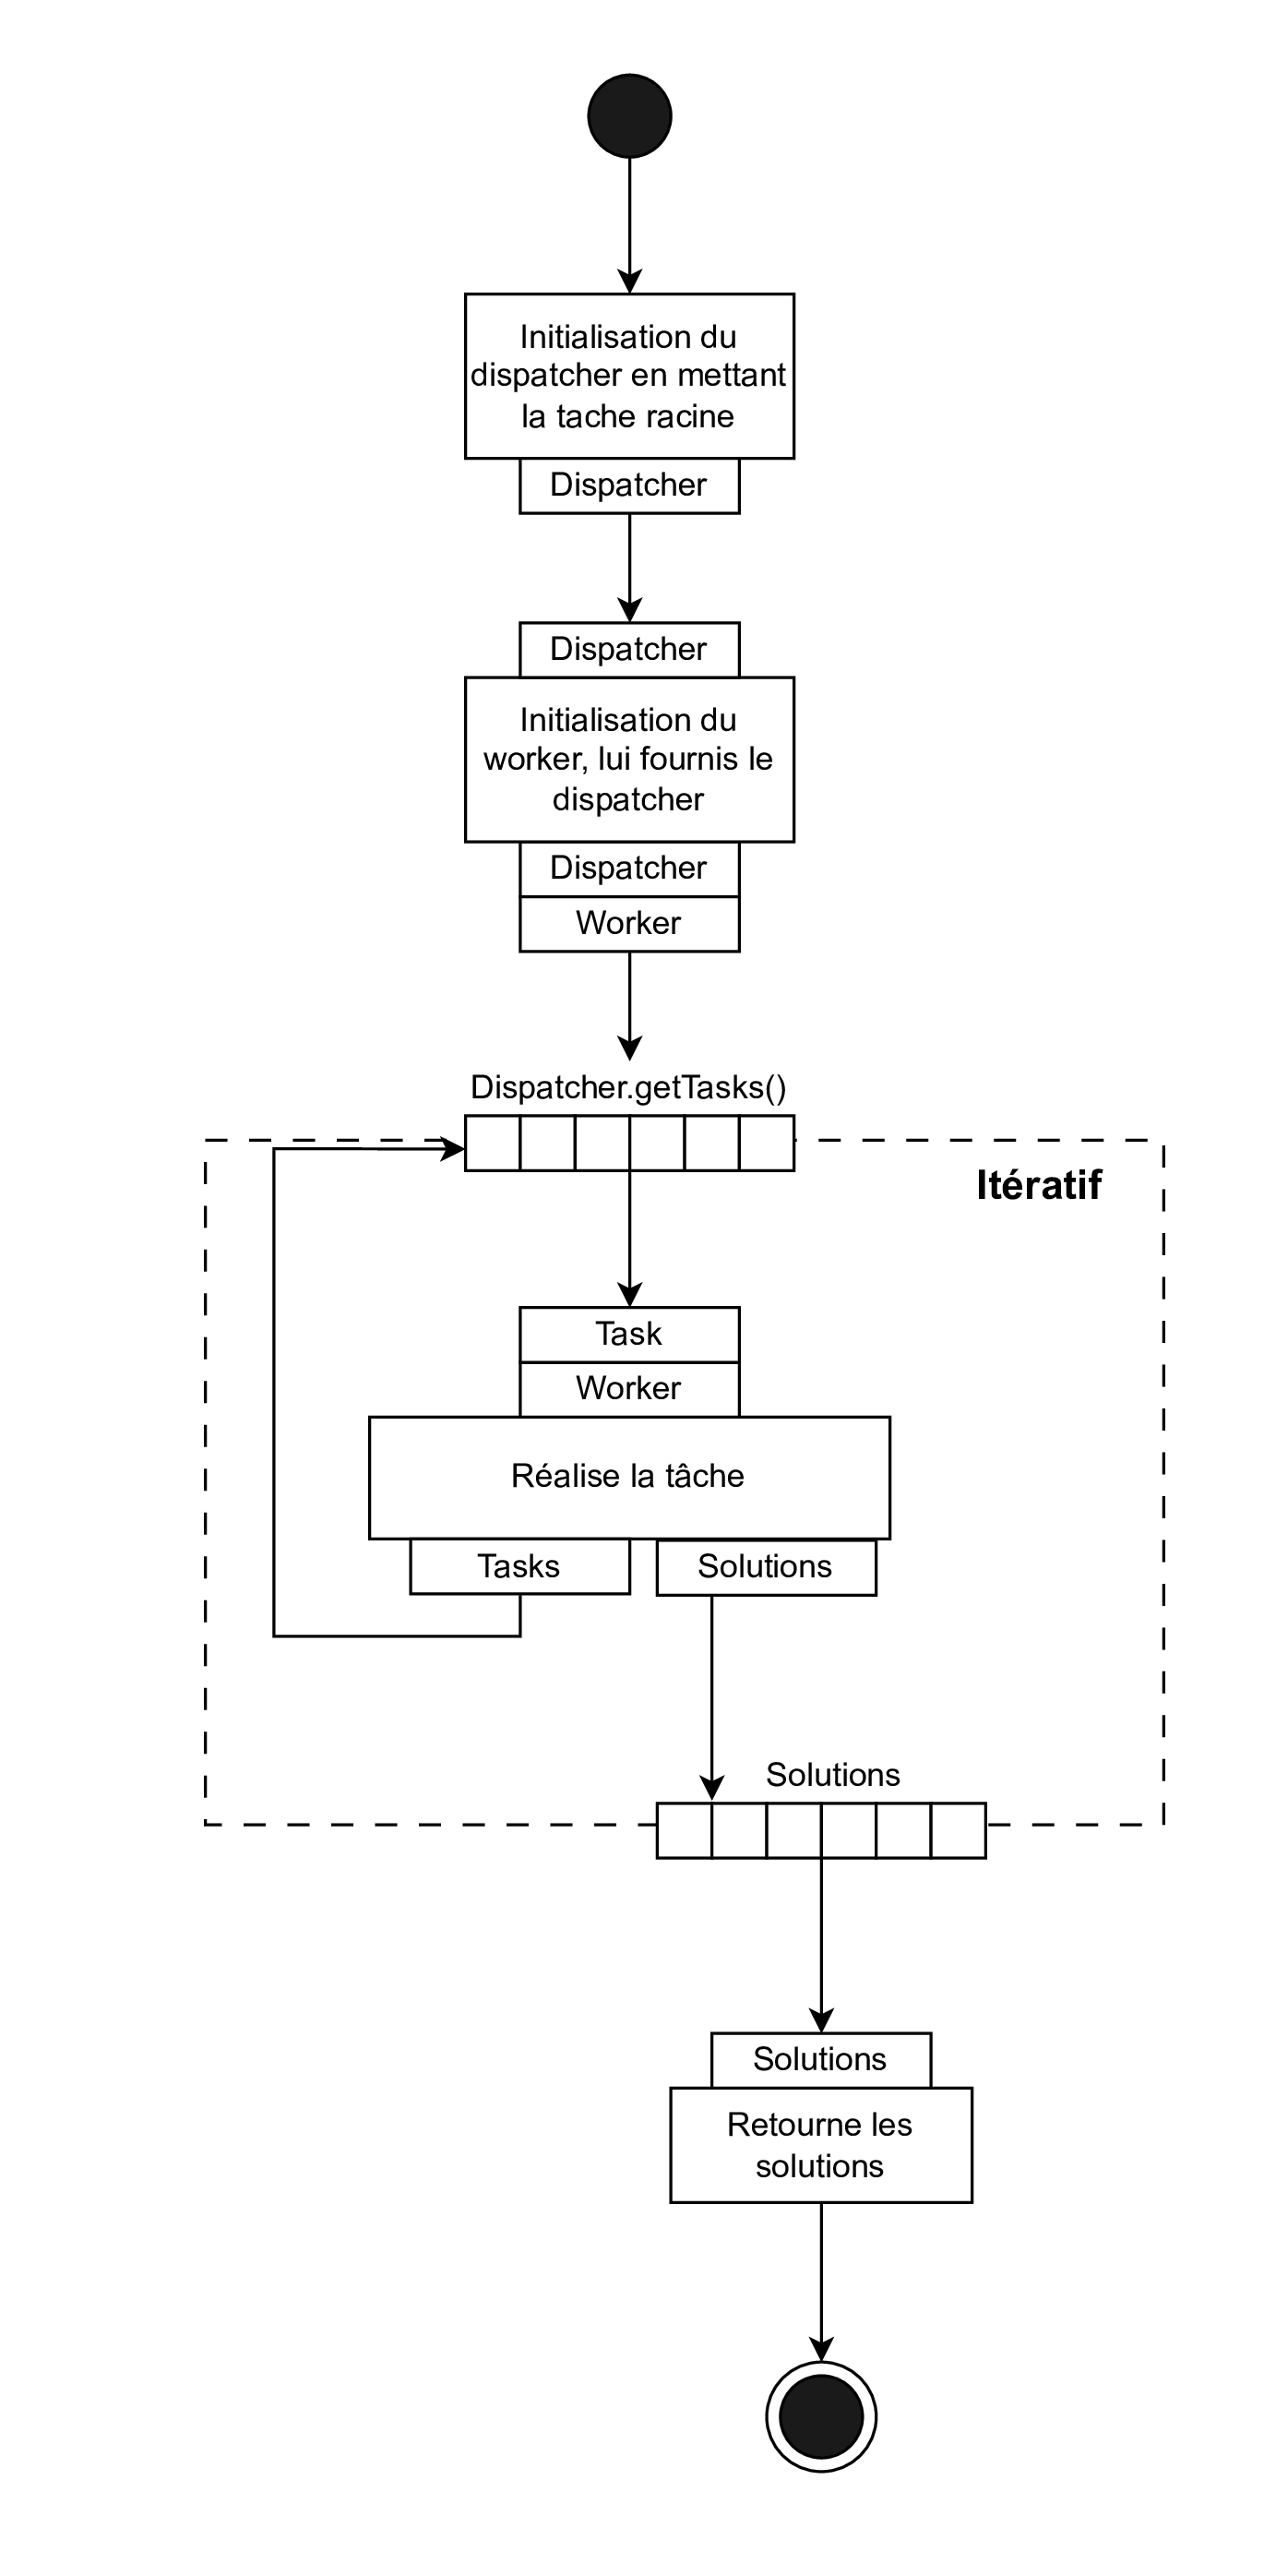 Initialisation du
dispatcher en mettant
la tache racine
Dispatcher
Dispatcher
Initialisation du
worker, lui fournis le
dispatcher
Dispatcher
Worker
Dispatcher.getTasks()
Itératif
Task
Worker
Réalise la tâche
Tasks
Solutions
Solutions
Solutions
Retourne les
solutions